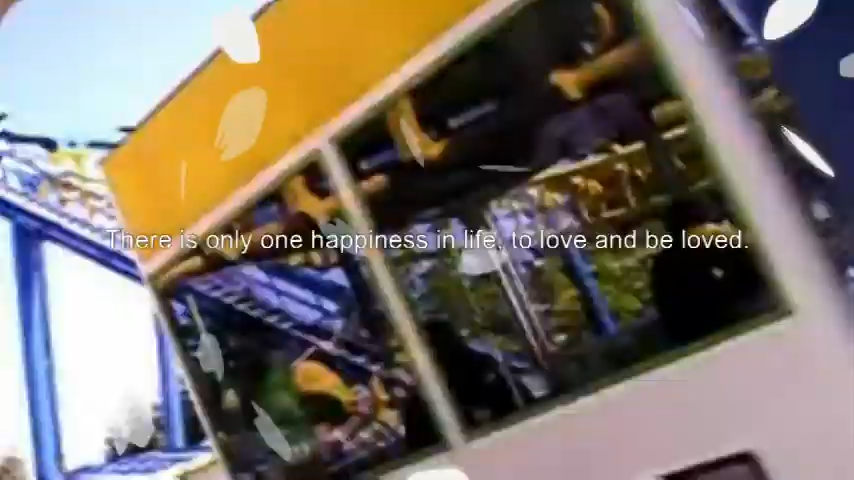 There is only one happiness in life, to love and be loved.